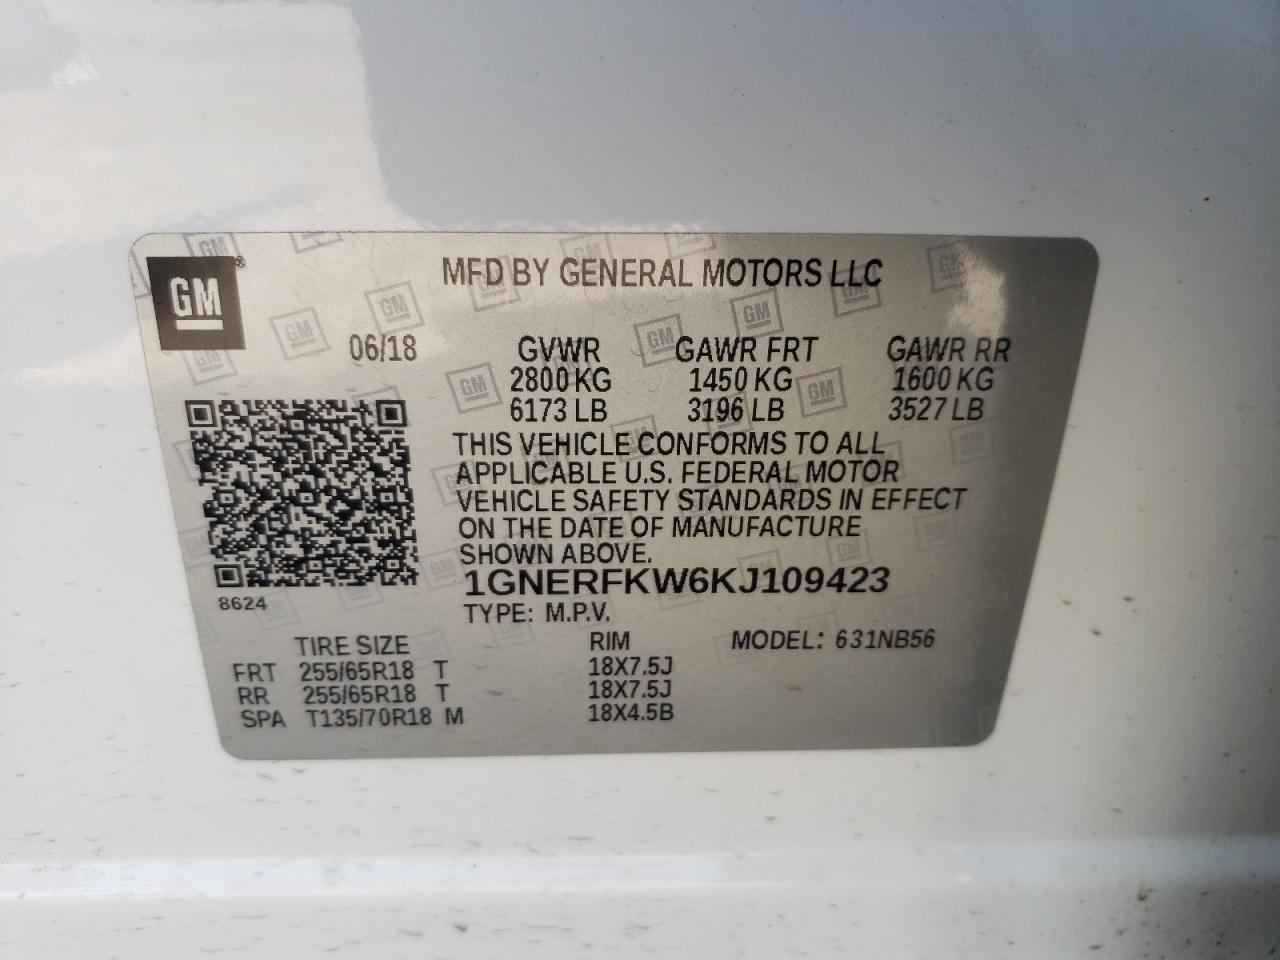 GM ®
MFD BY GENERAL MOTORS LLC
06/18 GVWR GAWR FRT GAWR RR
2800 KG 1450 KG 1600 KG
6173 LB 3196 LB 3527 LB
THIS VEHICLE CONFORMS TO ALL
APPLICABLE U.S. FEDERAL MOTOR
VEHICLE SAFETY STANDARDS IN EFFECT
ON THE DATE OF MANUFACTURE
SHOWN ABOVE.
1GNERFKW6KJ109423
8624
TYPE: M.P.V.
TIRE SIZE RIM MODEL: 631NB56
FRT 255/65R18 T 18X7.5J
RR 255/65R18 T 18X7.5J
SPA T135/70R18 M 18X4.5B